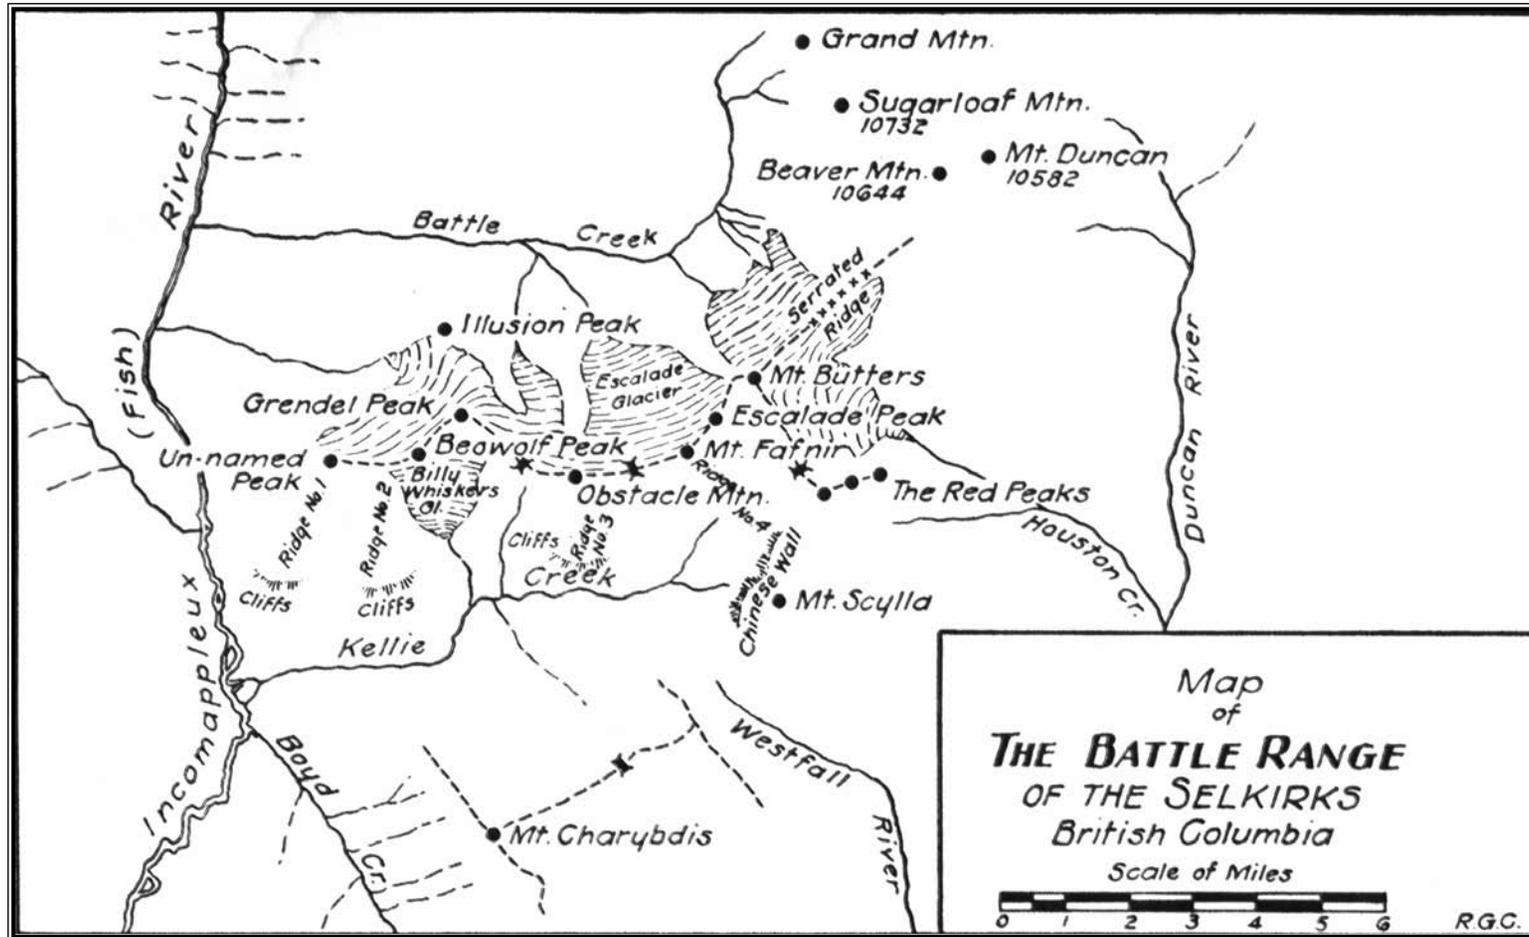 Grand Mtn.
Sugarloaf Mtn.
10732
Mt. Duncan
10582
Beaver Mtn.
10644
River
(Fish)
Battle Creek
Serrated
Ridge
Illusion Peak
Escalade
Glacier
Mt. Butters
Grendel Peak
Escalade Peak
Duncan River
Un-named
Peak
Beowolf Peak
Mt. Fafnir
Billy
Whiskers
Gl.
Obstacle Mtn.
The Red Peaks
Ridge No. 1
Ridge No. 2
Ridge
No. 3
Ridge No. 4
Houston Cr.
Cliffs
Cliffs
Cliffs
Creek
Chinese Wall
Mt. Scylla
Kellie
Incomappleux
Boyd
Cr.
Westfall
River
Mt. Charybdis
Map
of
THE BATTLE RANGE
OF THE SELKIRKS
British Columbia
Scale of Miles
0 1 2 3 4 5 6
R.G.C.